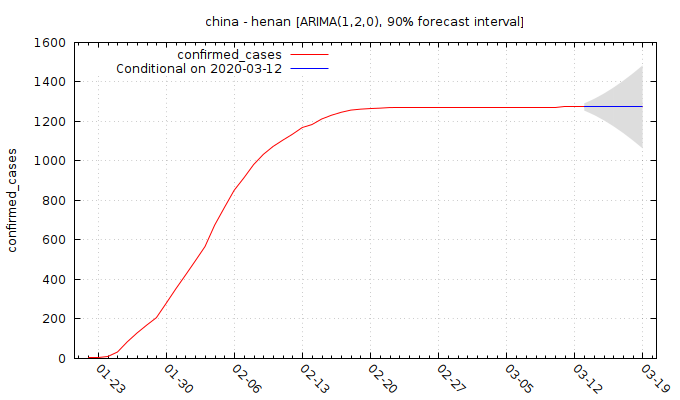 china - henan [ARIMA(1,2,0), 90% forecast interval]
confirmed_cases
Conditional on 2020-03-12
confirmed_cases
1600
1400
1200
1000
800
600
400
200
0
01-23 01-30 02-06 02-13 02-20 02-27 03-05 03-12 03-19